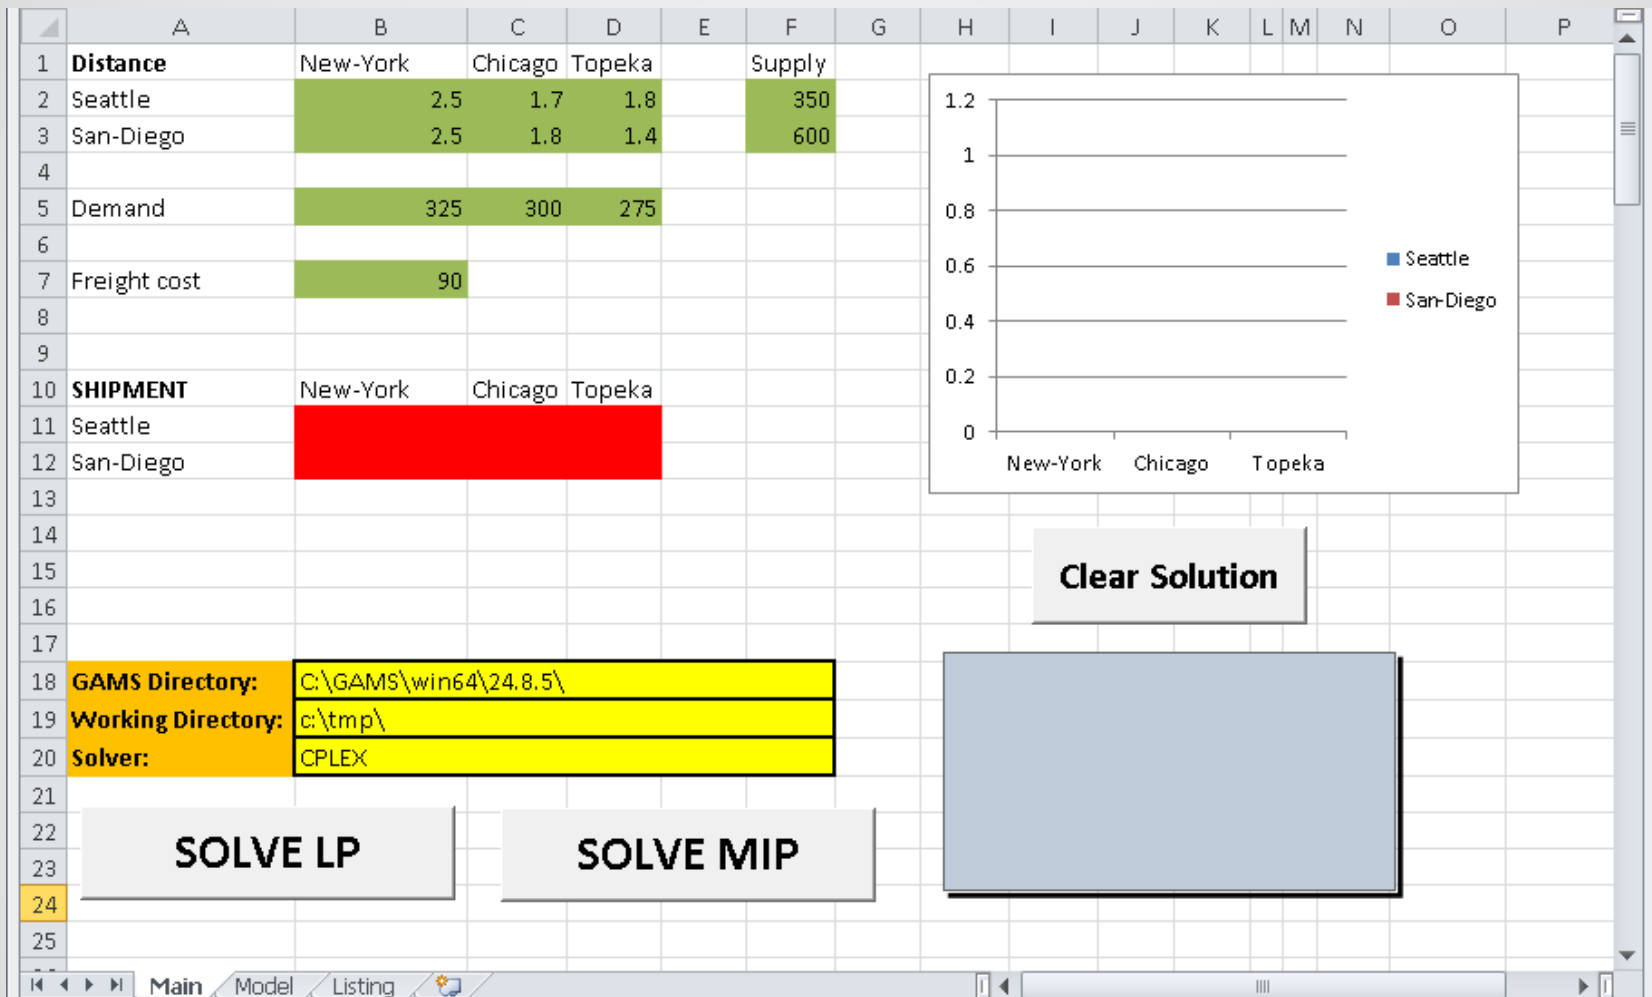 A B C D E F G H I J K L M N O P
1 Distance New-York Chicago Topeka Supply
2 Seattle 2.5 1.7 1.8 350
3 San-Diego 2.5 1.8 1.4 600
4
5 Demand 325 300 275
6
7 Freight cost 90
8
9
10 SHIPMENT New-York Chicago Topeka
11 Seattle
12 San-Diego
13
14
15
16
17
18 GAMS Directory: C:\GAMS\win64\24.8.5\
19 Working Directory: c:\tmp\
20 Solver: CPLEX
21
22
23
24
25
1.2
1
0.8
0.6
0.4
0.2
0
New-York Chicago Topeka
Seattle
San-Diego
Clear Solution
SOLVE LP
SOLVE MIP
Main Model Listing